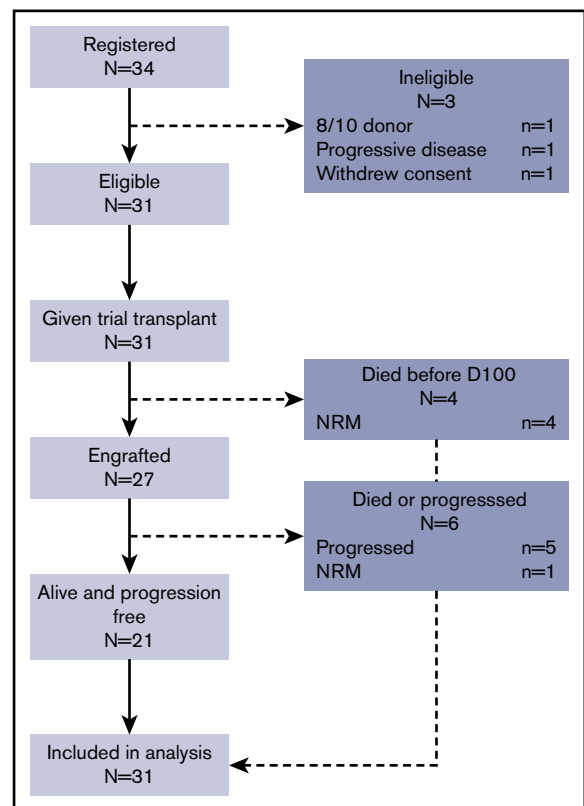 Registered
N=34
Ineligible
N=3
8/10 donor n=1
Progressive disease n=1
Withdrew consent n=1
Eligible
N=31
Given trial transplant
N=31
Died before D100
N=4
NRM n=4
Engrafted
N=27
Died or progresssed
N=6
Progressed n=5
NRM n=1
Alive and progression
free
N=21
Included in analysis
N=31